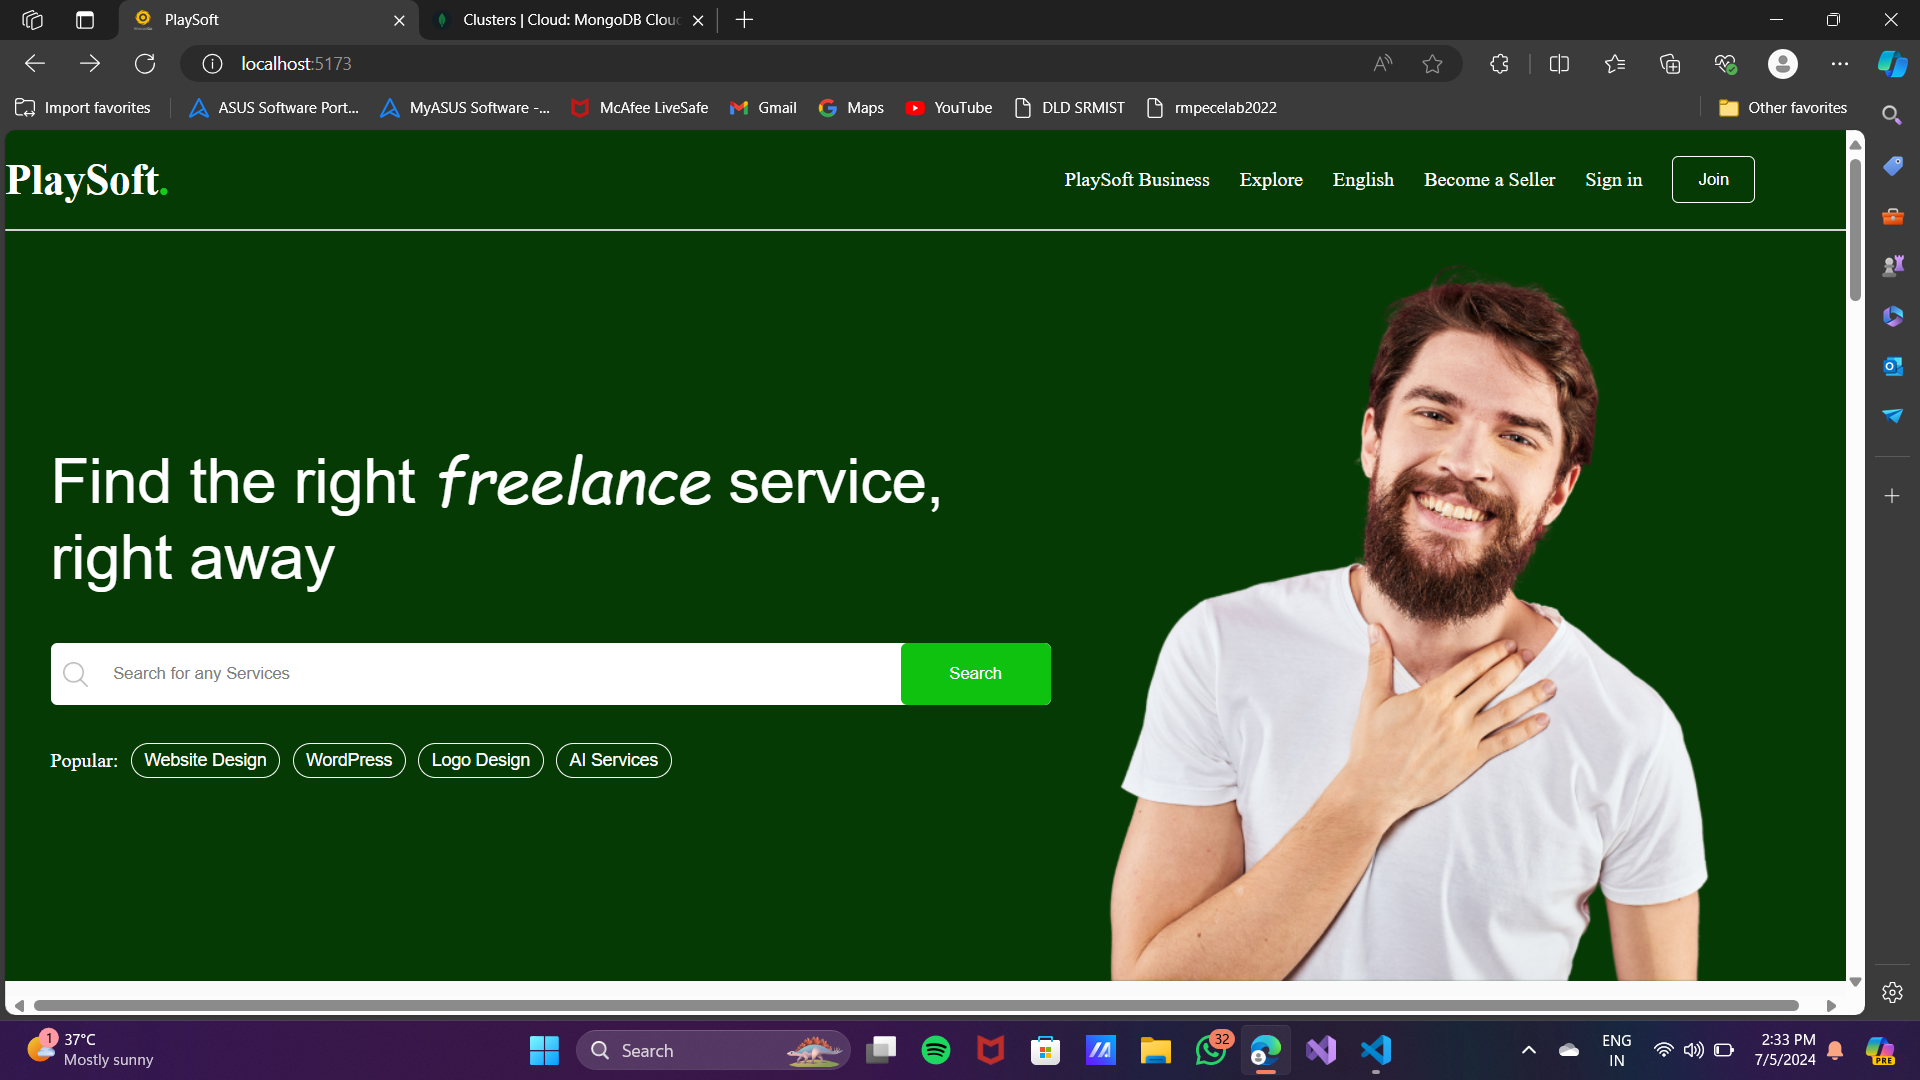 PlaySoft
Clusters | Cloud: MongoDB Clou
localhost:5173
Import favorites
ASUS Software Port...
MyASUS Software -...
McAfee LiveSafe
Gmail
Maps
YouTube
DLD SRMIST
rmpecelab2022
Other favorites
PlaySoft.
PlaySoft Business
Explore
English
Become a Seller
Sign in
Join
Find the right freelance service,
right away
Search for any Services
Search
Popular:
Website Design
WordPress
Logo Design
AI Services
1
37°C
Mostly sunny
Search
32
ENG
IN
2:33 PM
7/5/2024
PRE